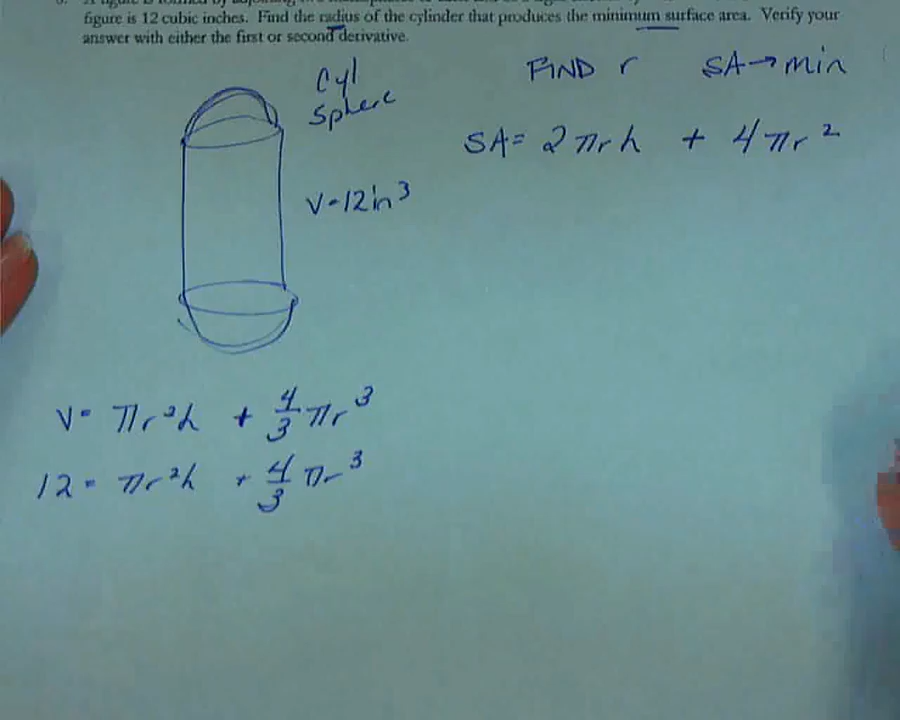 figure is 12 cubic inches. Find the radius of the cylinder that produces the minimum surface area. Verify your
answer with either the first or second derivative.
Cyl
Sphere
FIND r SA→min
SA= 2πrh + 4πr²
V=12in³
V= πr²h + 4/3 πr³
12= πr²h + 4/3 πr³